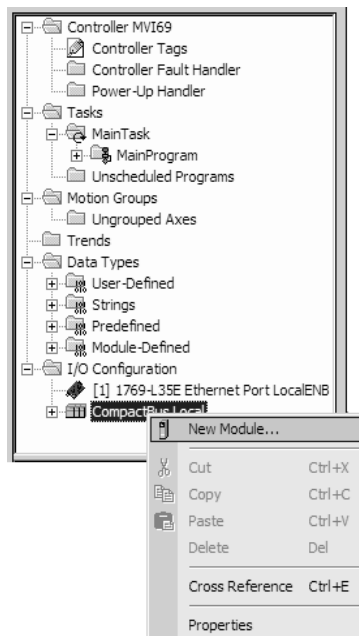 Controller MVI69
Controller Tags
Controller Fault Handler
Power-Up Handler
Tasks
MainTask
MainProgram
Unscheduled Programs
Motion Groups
Ungrouped Axes
Trends
Data Types
User-Defined
Strings
Predefined
Module-Defined
I/O Configuration
[1] 1769-L35E Ethernet Port LocalENB
CompactBus Local
New Module...
Cut Ctrl+X
Copy Ctrl+C
Paste Ctrl+V
Delete Del
Cross Reference Ctrl+E
Properties